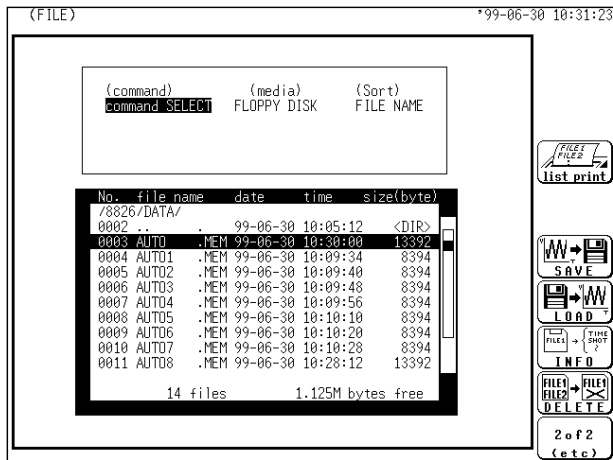 (FILE) '99-06-30 10:31:23
(command) (media) (Sort)
command SELECT FLOPPY DISK FILE NAME
No. file name date time size(byte)
/8826/DATA/
0002 .. . 99-06-30 10:05:12 <DIR>
0003 AUTO .MEM 99-06-30 10:30:00 13392
0004 AUTO1 .MEM 99-06-30 10:09:34 8394
0005 AUTO2 .MEM 99-06-30 10:09:40 8394
0006 AUTO3 .MEM 99-06-30 10:09:48 8394
0007 AUTO4 .MEM 99-06-30 10:09:56 8394
0008 AUTO5 .MEM 99-06-30 10:10:10 8394
0009 AUTO6 .MEM 99-06-30 10:10:20 8394
0010 AUTO7 .MEM 99-06-30 10:10:28 8394
0011 AUTO8 .MEM 99-06-30 10:28:12 13392
14 files 1.125M bytes free
FILE1
FILE2
list print
SAVE
LOAD
FILE1 TIME
SHOT
INFO
FILE1 FILE1
FILE2
DELETE
2of2
(etc)